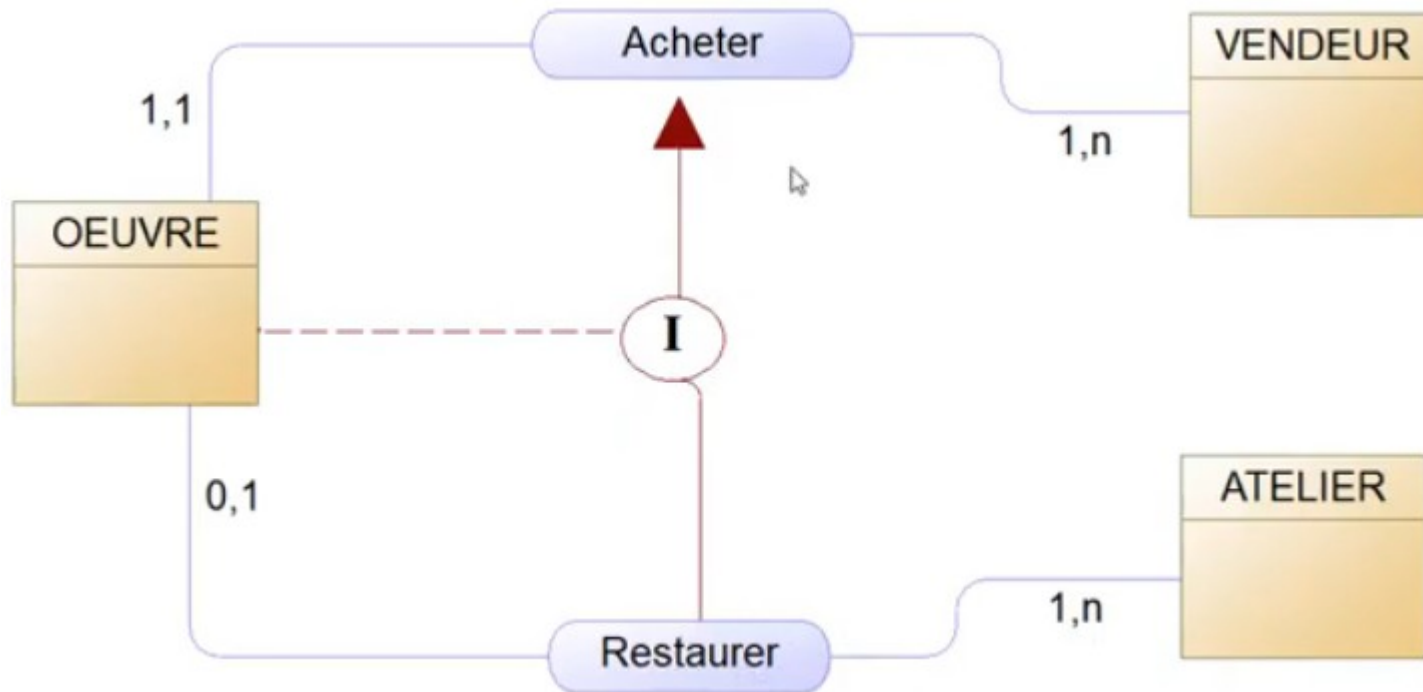 Acheter
VENDEUR
1,1
1,n
OEUVRE
I
0,1
ATELIER
1,n
Restaurer